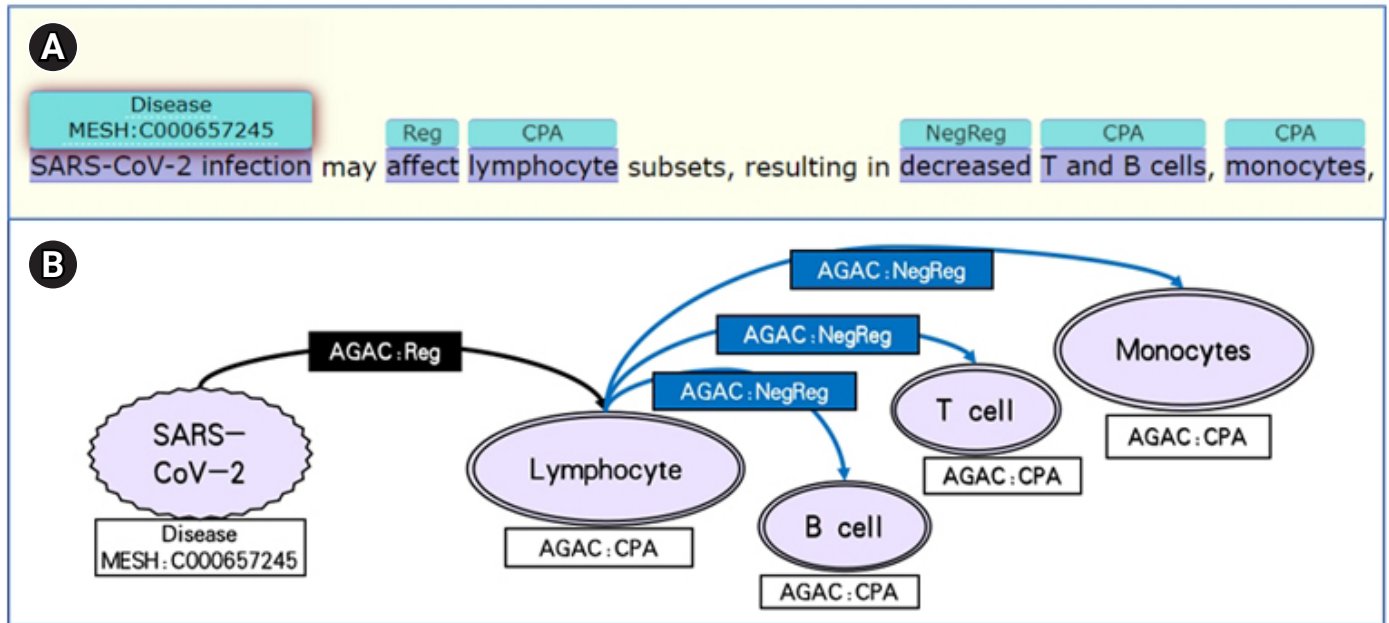 A
Disease
MESH:C000657245
Reg CPA NegReg CPA CPA
SARS-CoV-2 infection may affect lymphocyte subsets, resulting in decreased T and B cells, monocytes,
B
AGAC:NegReg
AGAC:NegReg
AGAC:Reg
AGAC:NegReg
Monocytes
AGAC:CPA
T cell
AGAC:CPA
SARS-
CoV-2
Disease
MESH:C000657245
Lymphocyte
AGAC:CPA
B cell
AGAC:CPA